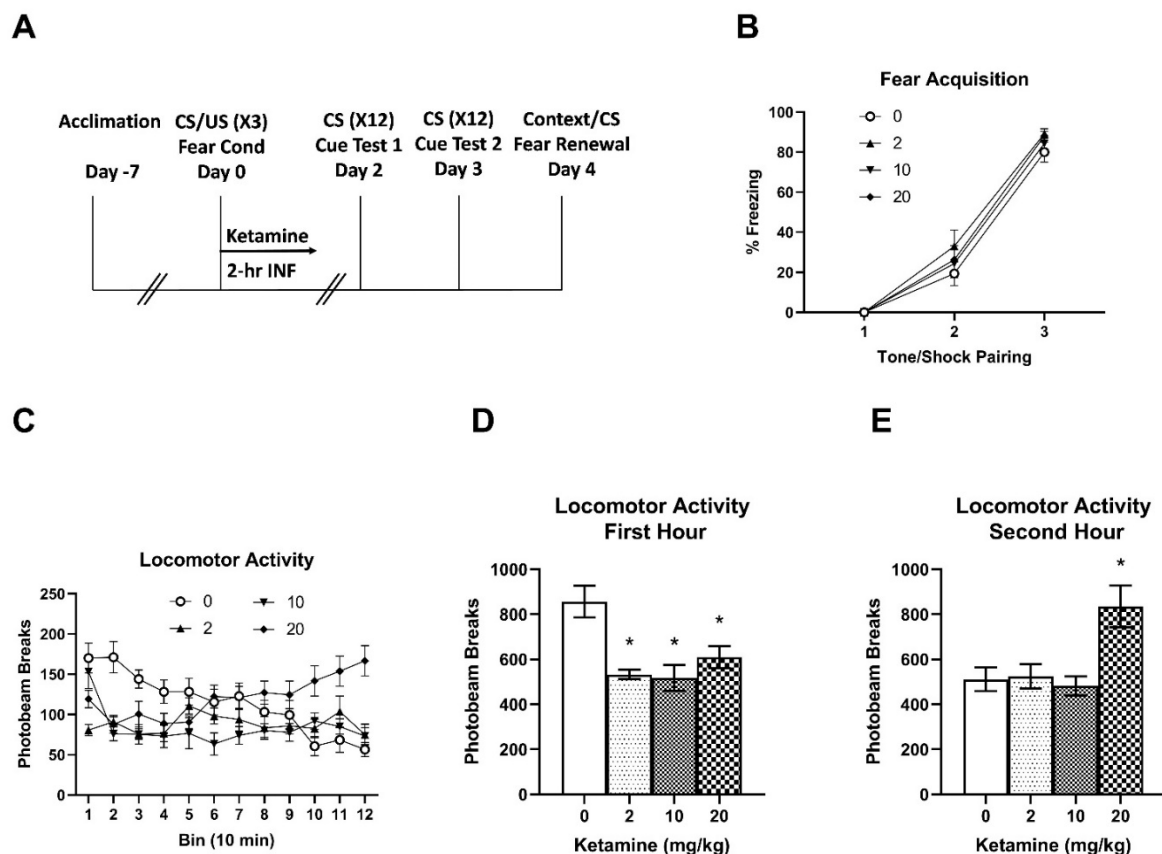 A
Acclimation
Day -7
CS/US (X3)
Fear Cond
Day 0
CS (X12)
Cue Test 1
Day 2
CS (X12)
Cue Test 2
Day 3
Context/CS
Fear Renewal
Day 4
Ketamine
2-hr INF
B
Fear Acquisition
0
2
10
20
% Freezing
100
80
60
40
20
0
1 2 3
Tone/Shock Pairing
C
Locomotor Activity
0 10
2 20
Photobeam Breaks
250
200
150
100
50
0
1 2 3 4 5 6 7 8 9 10 11 12
Bin (10 min)
D
Locomotor Activity
First Hour
Photobeam Breaks
1000
800
600
400
200
0
* * *
0 2 10 20
Ketamine (mg/kg)
E
Locomotor Activity
Second Hour
Photobeam Breaks
1000
800
600
400
200
0
*
0 2 10 20
Ketamine (mg/kg)